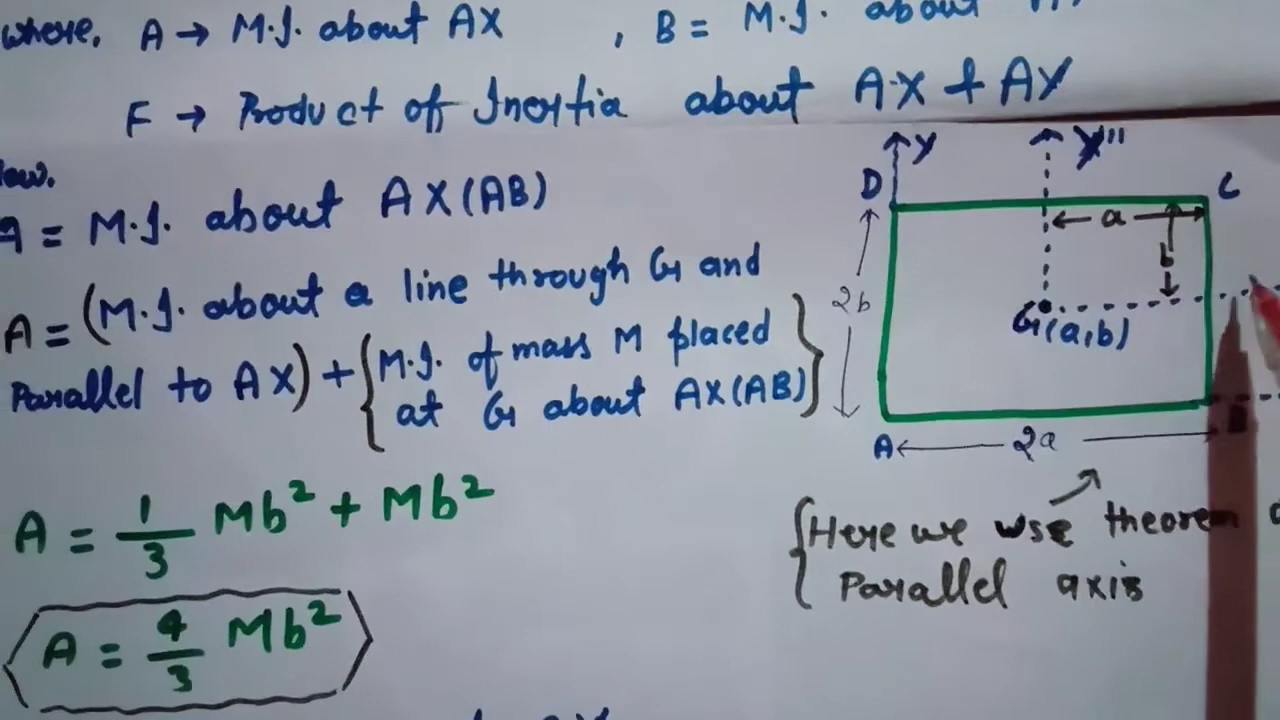 where, A → M.I. about AX , B = M.I. about
F → Product of Inertia about AX & AY
Now.
A = M.I. about AX (AB)
A = (M.I. about a line through G and
Parallel to AX) + {M.I. of mass M placed
at G about AX (AB)}
A = 1/3 Mb² + Mb²
A = 4/3 Mb²
Y
Y''
D
C
a
b
2b
G(a,b)
A
2a
{Here we use theorem
Parallel axis